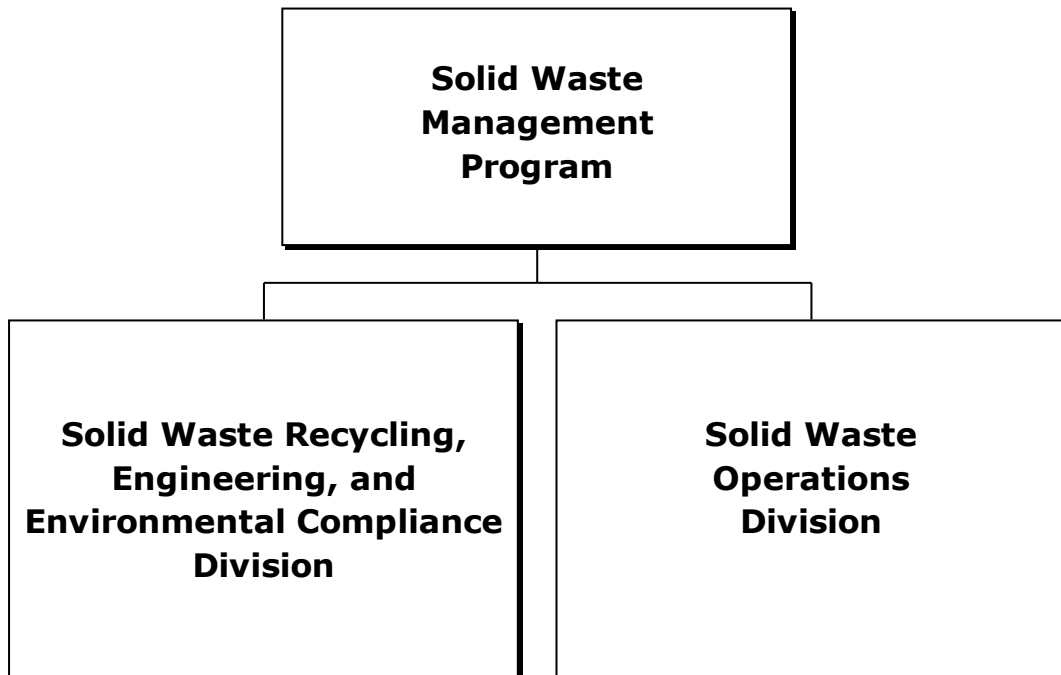 Solid Waste
Management
Program
Solid Waste Recycling,
Engineering, and
Environmental Compliance
Division
Solid Waste
Operations
Division